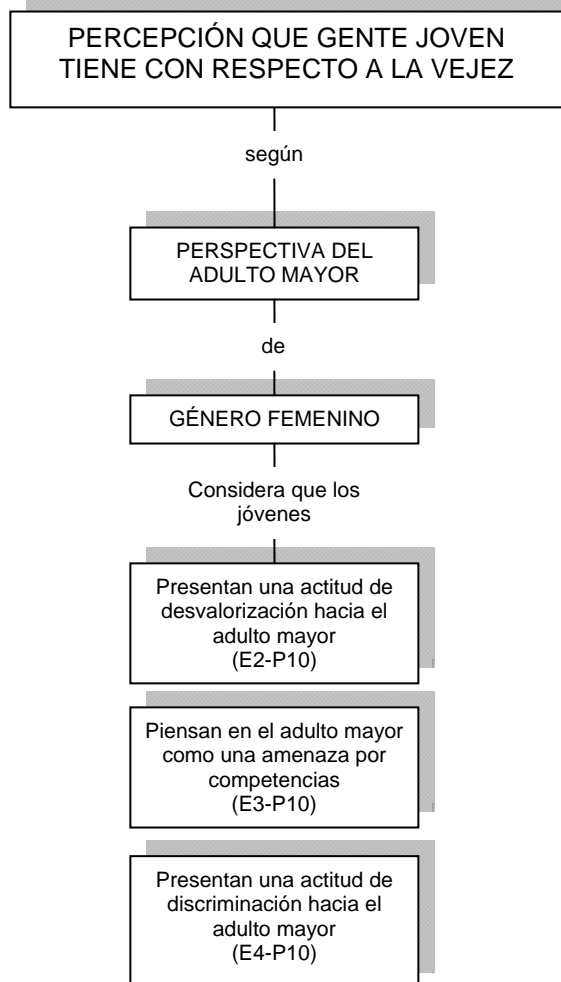 PERCEPCIÓN QUE GENTE JOVEN
TIENE CON RESPECTO A LA VEJEZ
según
PERSPECTIVA DEL
ADULTO MAYOR
de
GÉNERO FEMENINO
Considera que los
jóvenes
Presentan una actitud de
desvalorización hacia el
adulto mayor
(E2-P10)
Piensan en el adulto mayor
como una amenaza por
competencias
(E3-P10)
Presentan una actitud de
discriminación hacia el
adulto mayor
(E4-P10)